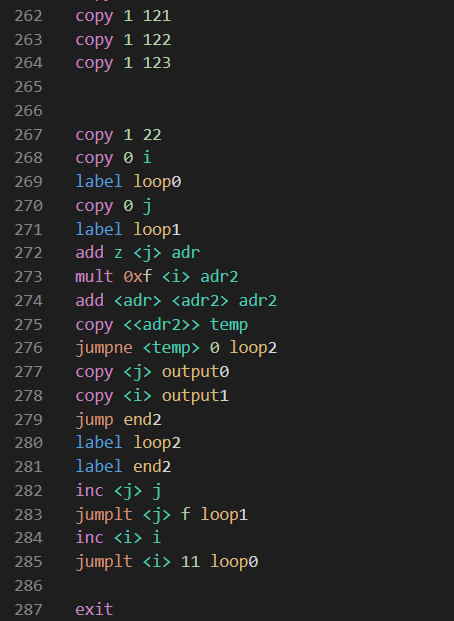 262 copy 1 121
263 copy 1 122
264 copy 1 123
265
266
267 copy 1 22
268 copy 0 i
269 label loop0
270 copy 0 j
271 label loop1
272 add z <j> adr
273 mult 0xf <i> adr2
274 add <adr> <adr2> adr2
275 copy <<adr2>> temp
276 jumpne <temp> 0 loop2
277 copy <j> output0
278 copy <i> output1
279 jump end2
280 label loop2
281 label end2
282 inc <j> j
283 jumplt <j> f loop1
284 inc <i> i
285 jumplt <i> 11 loop0
286
287 exit